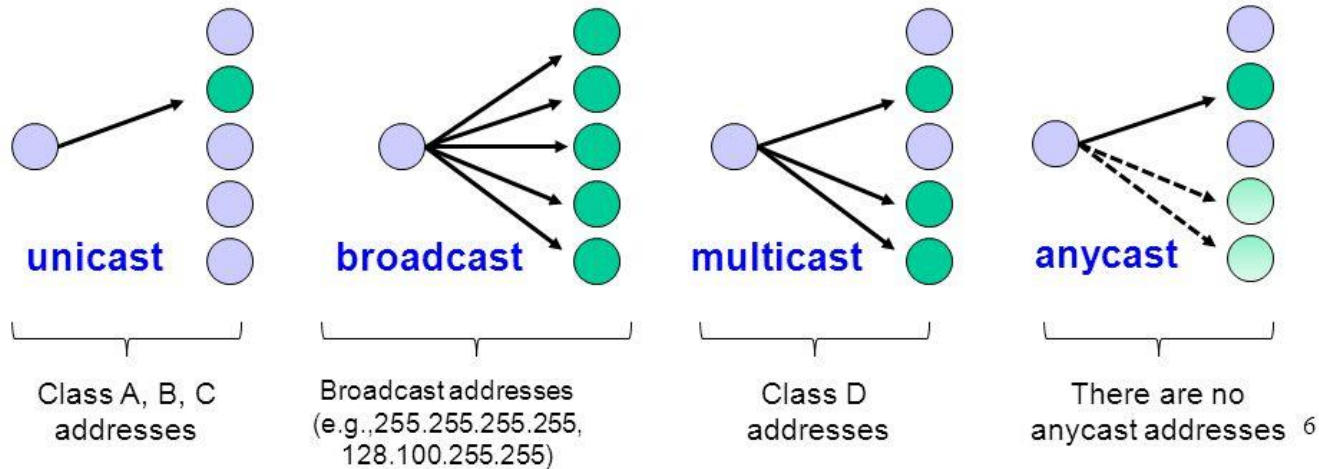 unicast
broadcast
multicast
anycast
Class A, B, C
addresses
Broadcast addresses
(e.g.,255.255.255.255,
128.100.255.255)
Class D
addresses
There are no
anycast addresses
6